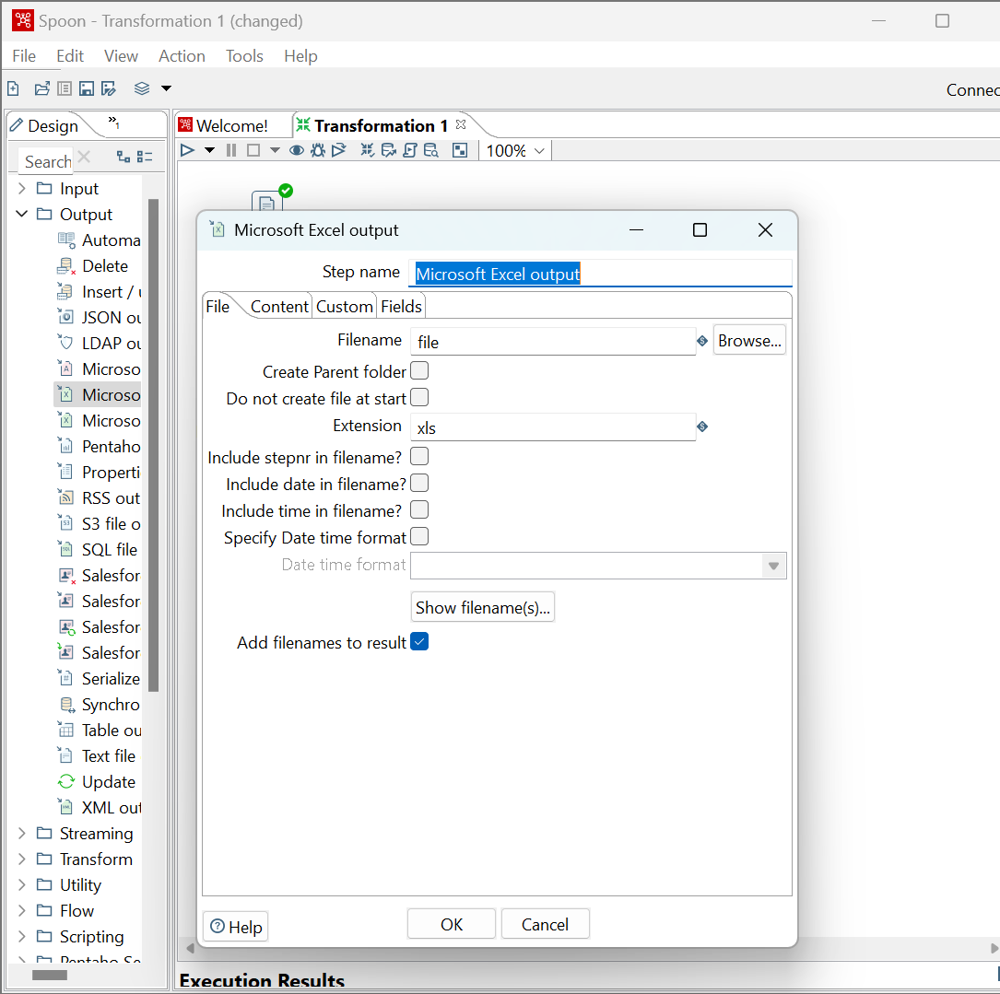 Spoon - Transformation 1 (changed)
File Edit View Action Tools Help
Connec
Design
»1
Welcome!
Transformation 1
100%
Search
Input
Output
Automa
Delete
Insert / u
JSON ou
LDAP ou
Microso
Microso
Microso
Pentaho
Properti
RSS out
S3 file o
SQL file
Salesfor
Salesfor
Salesfor
Salesfor
Serialize
Synchro
Table ou
Text file
Update
XML out
Streaming
Transform
Utility
Flow
Scripting
Pentaho Se
Microsoft Excel output
Step name Microsoft Excel output
File Content Custom Fields
Filename file Browse...
Create Parent folder
Do not create file at start
Extension xls
Include stepnr in filename?
Include date in filename?
Include time in filename?
Specify Date time format
Date time format
Show filename(s)...
Add filenames to result
Help OK Cancel
Execution Results